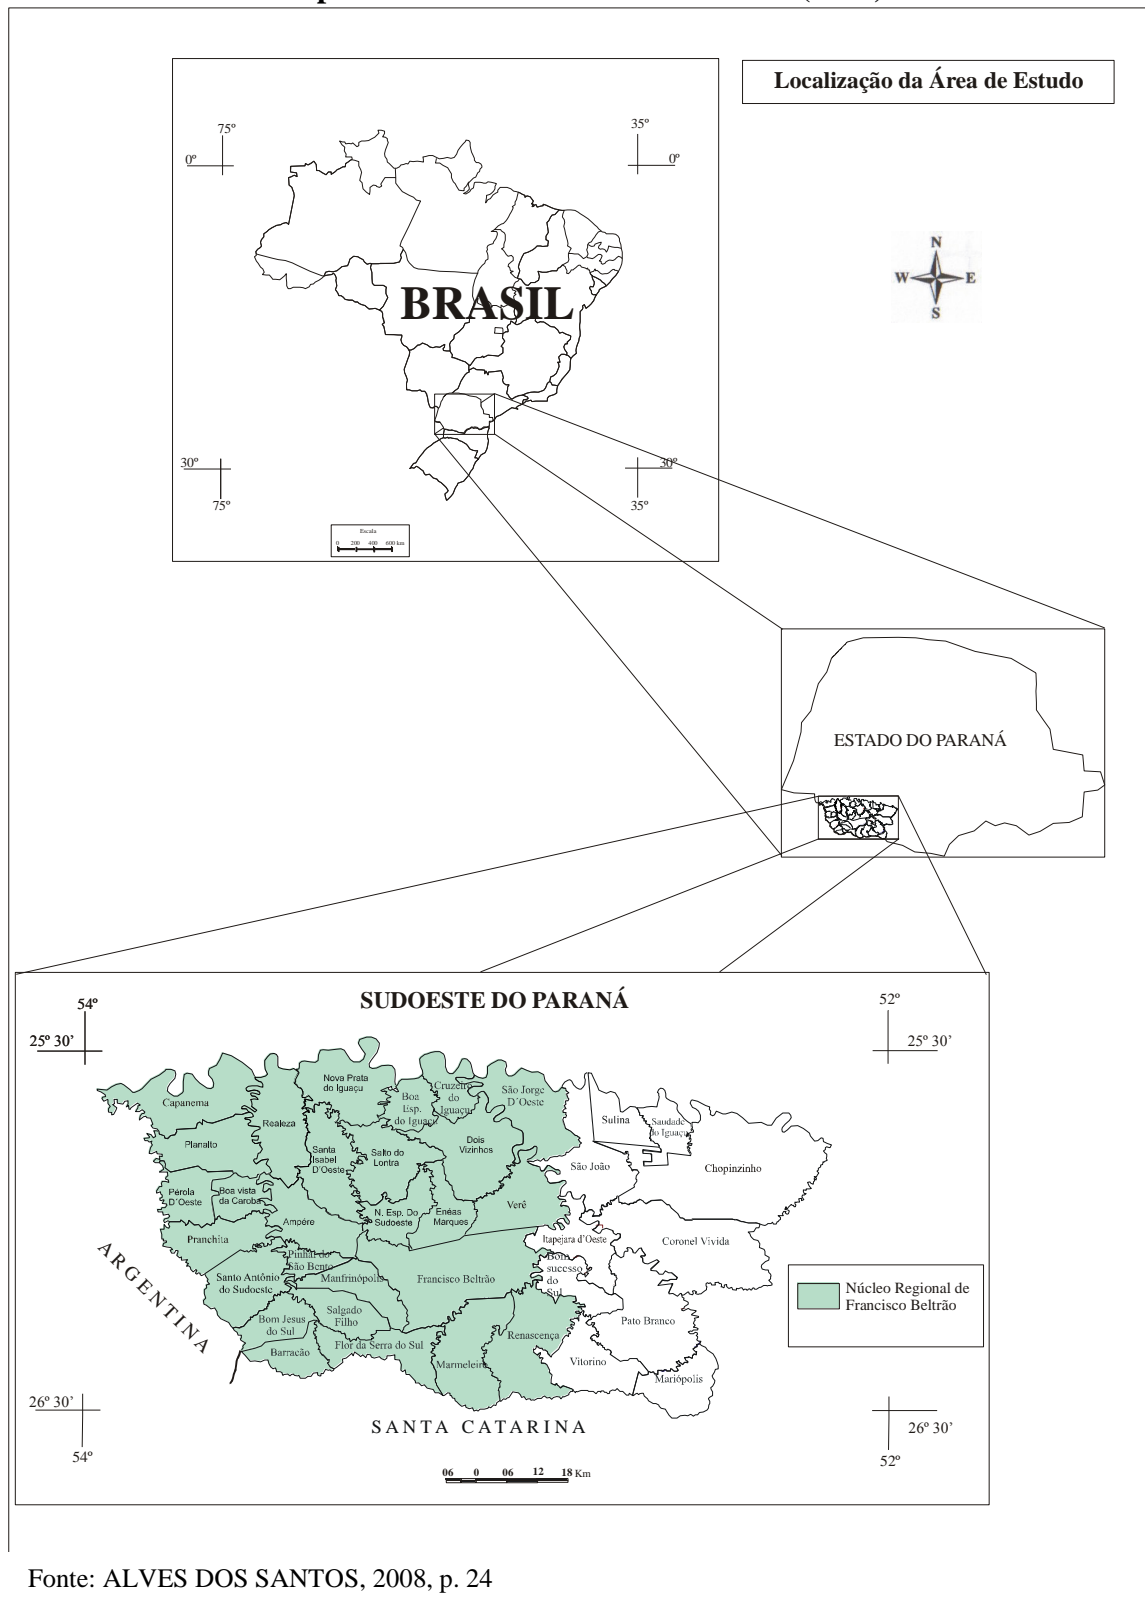 Localização da Área de Estudo
75º
35º
0º
0º
N
W
E
S
BRASIL
30º
30º
75º
35º
Escala
0 200 400 600 km
ESTADO DO PARANÁ
SUDOESTE DO PARANÁ
54º
52º
25º 30’
25º 30’
Nova Prata
do Iguaçu
Cruzeiro
do
Iguaçu
São Jorge
D´Oeste
Capanema
Boa
Esp.
do Iguaçu
Realeza
Sulina
Saudade
do Iguaçu
Planalto
Santa
Isabel
D´Oeste
Salto do
Lontra
Dois
Vizinhos
São João
Chopinzinho
Pérola
D´Oeste
Boa vista
da Caroba
Verê
N. Esp. Do
Sudoeste
Enéas
Marques
Ampére
Pranchita
Itapejara d’Oeste
Coronel Vivida
ARGENTINA
Pinhal do
São Bento
Manfrinópolis
Francisco Beltrão
Bom
sucesso
do
Sul
Santo Antônio
do Sudoeste
Núcleo Regional de
Francisco Beltrão
Salgado
Filho
Bom Jesus
do Sul
Pato Branco
Renascença
Flor da Serra do Sul
Barracão
Marmeleiro
Vitorino
Mariópolis
26º 30’
26º 30’
SANTA CATARINA
54º
52º
06 0 06 12 18 Km
Fonte: ALVES DOS SANTOS, 2008, p. 24